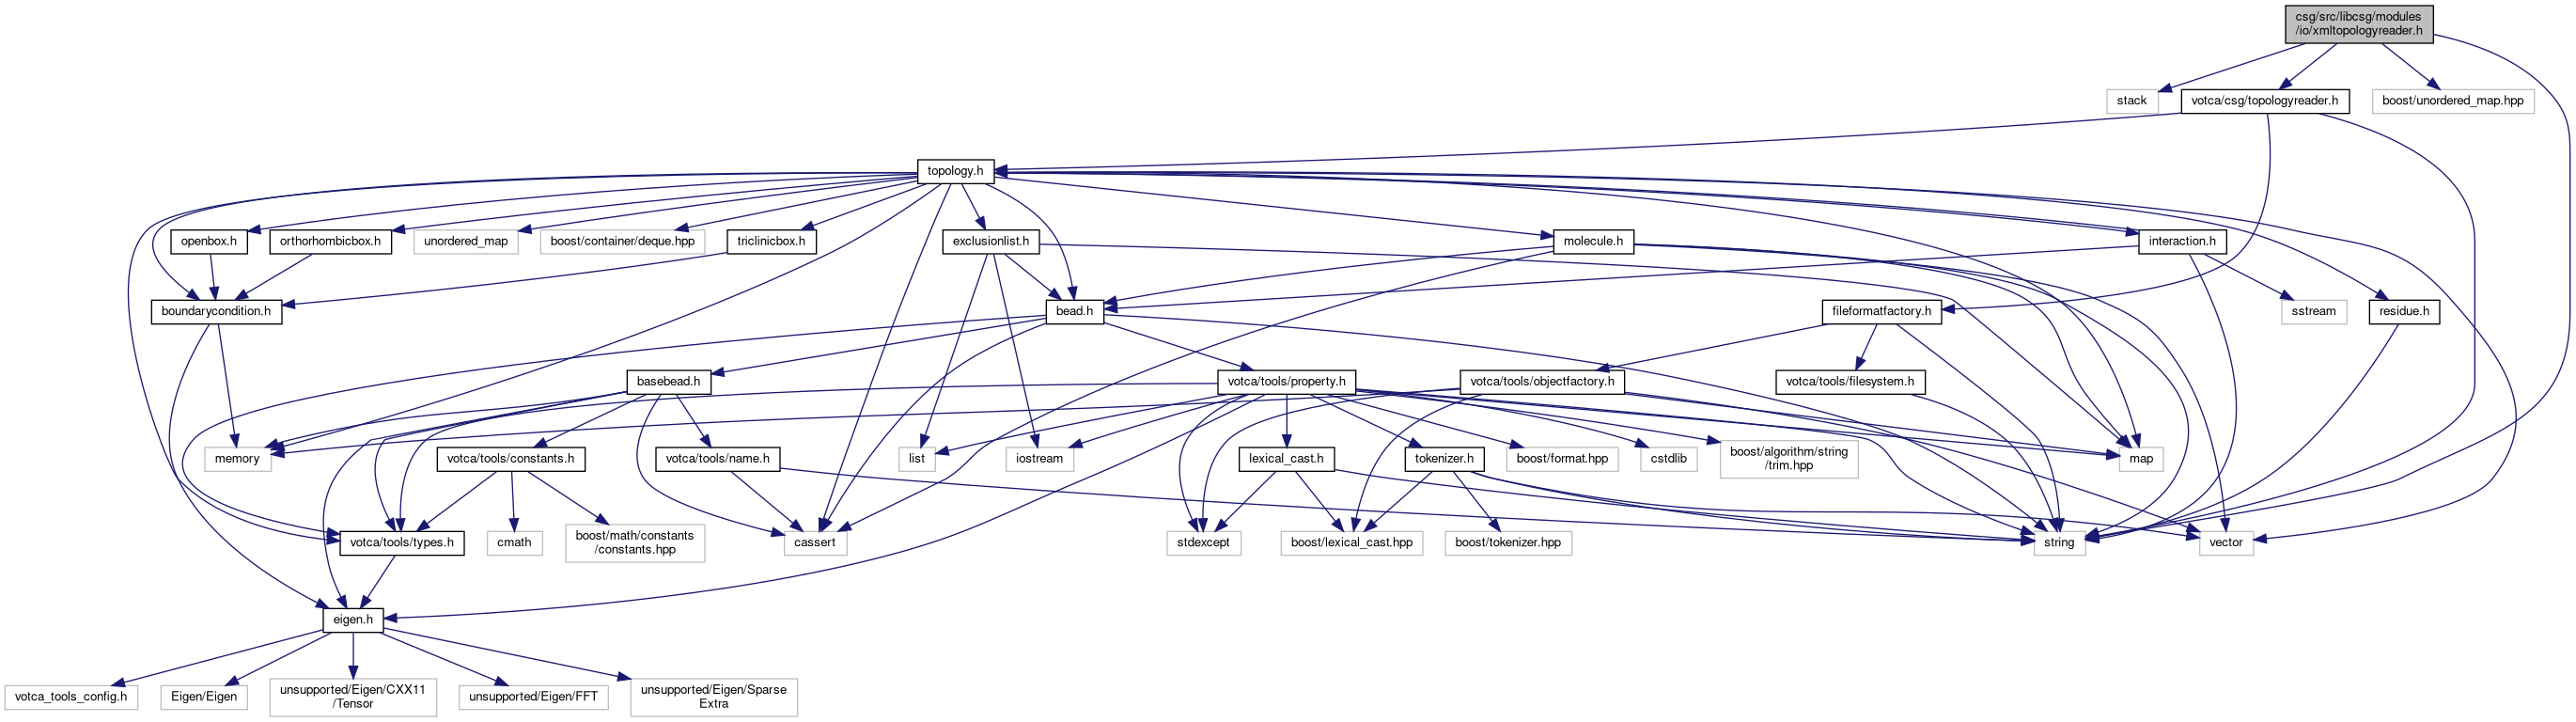 csg/src/libcsg/modules
/io/xmltopologyreader.h
stack
votca/csg/topologyreader.h
boost/unordered_map.hpp
topology.h
openbox.h
orthorhombicbox.h
unordered_map
boost/container/deque.hpp
triclinicbox.h
exclusionlist.h
molecule.h
interaction.h
boundarycondition.h
bead.h
fileformatfactory.h
sstream
residue.h
basebead.h
votca/tools/property.h
votca/tools/objectfactory.h
votca/tools/filesystem.h
memory
votca/tools/constants.h
votca/tools/name.h
list
iostream
lexical_cast.h
tokenizer.h
boost/format.hpp
cstdlib
boost/algorithm/string
/trim.hpp
map
votca/tools/types.h
cmath
boost/math/constants
/constants.hpp
cassert
stdexcept
boost/lexical_cast.hpp
boost/tokenizer.hpp
string
vector
eigen.h
votca_tools_config.h
Eigen/Eigen
unsupported/Eigen/CXX11
/Tensor
unsupported/Eigen/FFT
unsupported/Eigen/Sparse
Extra